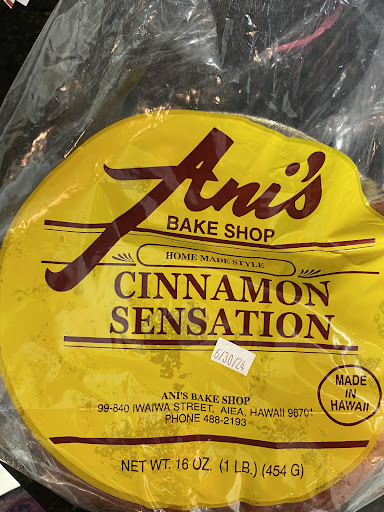 Ani's
BAKE SHOP
HOME MADE STYLE
CINNAMON
SENSATION
6/30/24
ANI'S BAKE SHOP
99-840 IWAIWA STREET, AIEA, HAWAII 96701
PHONE 488-2193
MADE
IN
HAWAII
NET WT. 16 OZ. (1 LB.) (454 G)